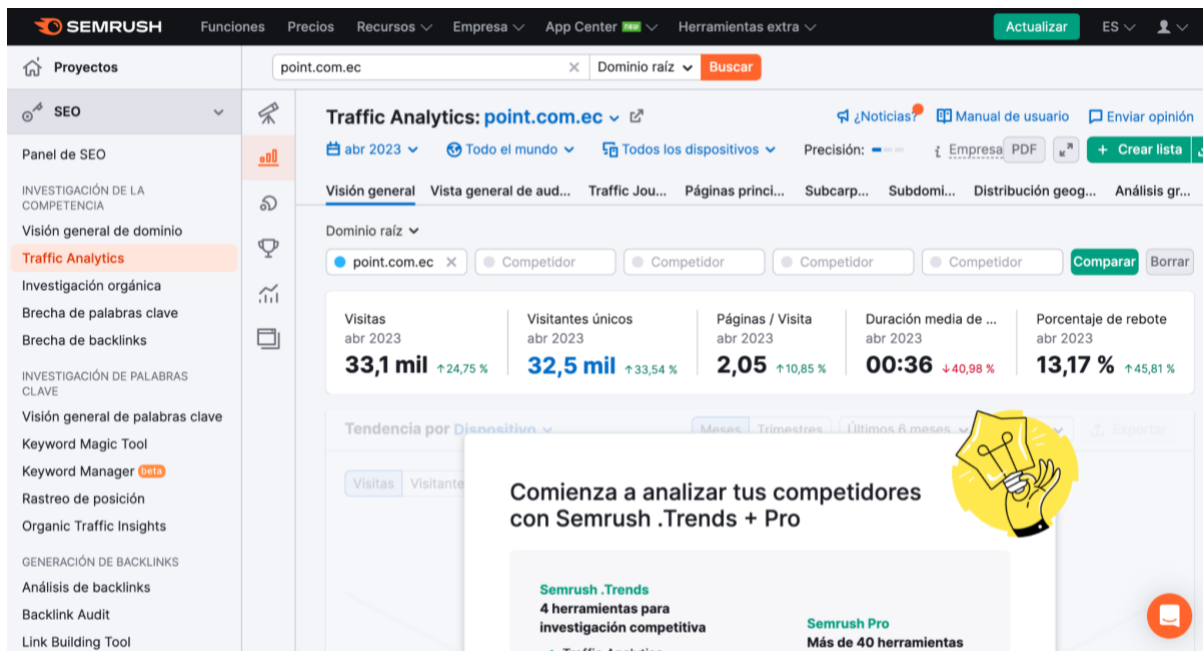 SEMRUSH Funciones Precios Recursos Empresa App Center new Herramientas extra Actualizar ES
Proyectos
point.com.ec Dominio raíz Buscar
SEO
Traffic Analytics: point.com.ec
¿Noticias? Manual de usuario Enviar opinión
abr 2023 Todo el mundo Todos los dispositivos Precisión: Empresa PDF + Crear lista
Visión general Vista general de aud... Traffic Jou... Páginas princi... Subcarp... Subdomi... Distribución geog... Análisis gr...
Dominio raíz
point.com.ec Competidor Competidor Competidor Competidor Comparar Borrar
Visitas
abr 2023
33,1 mil ↑24,75 %
Visitantes únicos
abr 2023
32,5 mil ↑33,54 %
Páginas / Visita
abr 2023
2,05 ↑10,85 %
Duración media de ...
abr 2023
00:36 ↓40,98 %
Porcentaje de rebote
abr 2023
13,17 % ↑45,81 %
Tendencia por Dispositivo Meses Trimestres Últimos 6 meses Exportar
Visitas Visitante
Comienza a analizar tus competidores
con Semrush .Trends + Pro
Semrush .Trends
4 herramientas para
investigación competitiva
Traffic Analytics
Semrush Pro
Más de 40 herramientas
Panel de SEO
INVESTIGACIÓN DE LA
COMPETENCIA
Visión general de dominio
Traffic Analytics
Investigación orgánica
Brecha de palabras clave
Brecha de backlinks
INVESTIGACIÓN DE PALABRAS
CLAVE
Visión general de palabras clave
Keyword Magic Tool
Keyword Manager beta
Rastreo de posición
Organic Traffic Insights
GENERACIÓN DE BACKLINKS
Análisis de backlinks
Backlink Audit
Link Building Tool